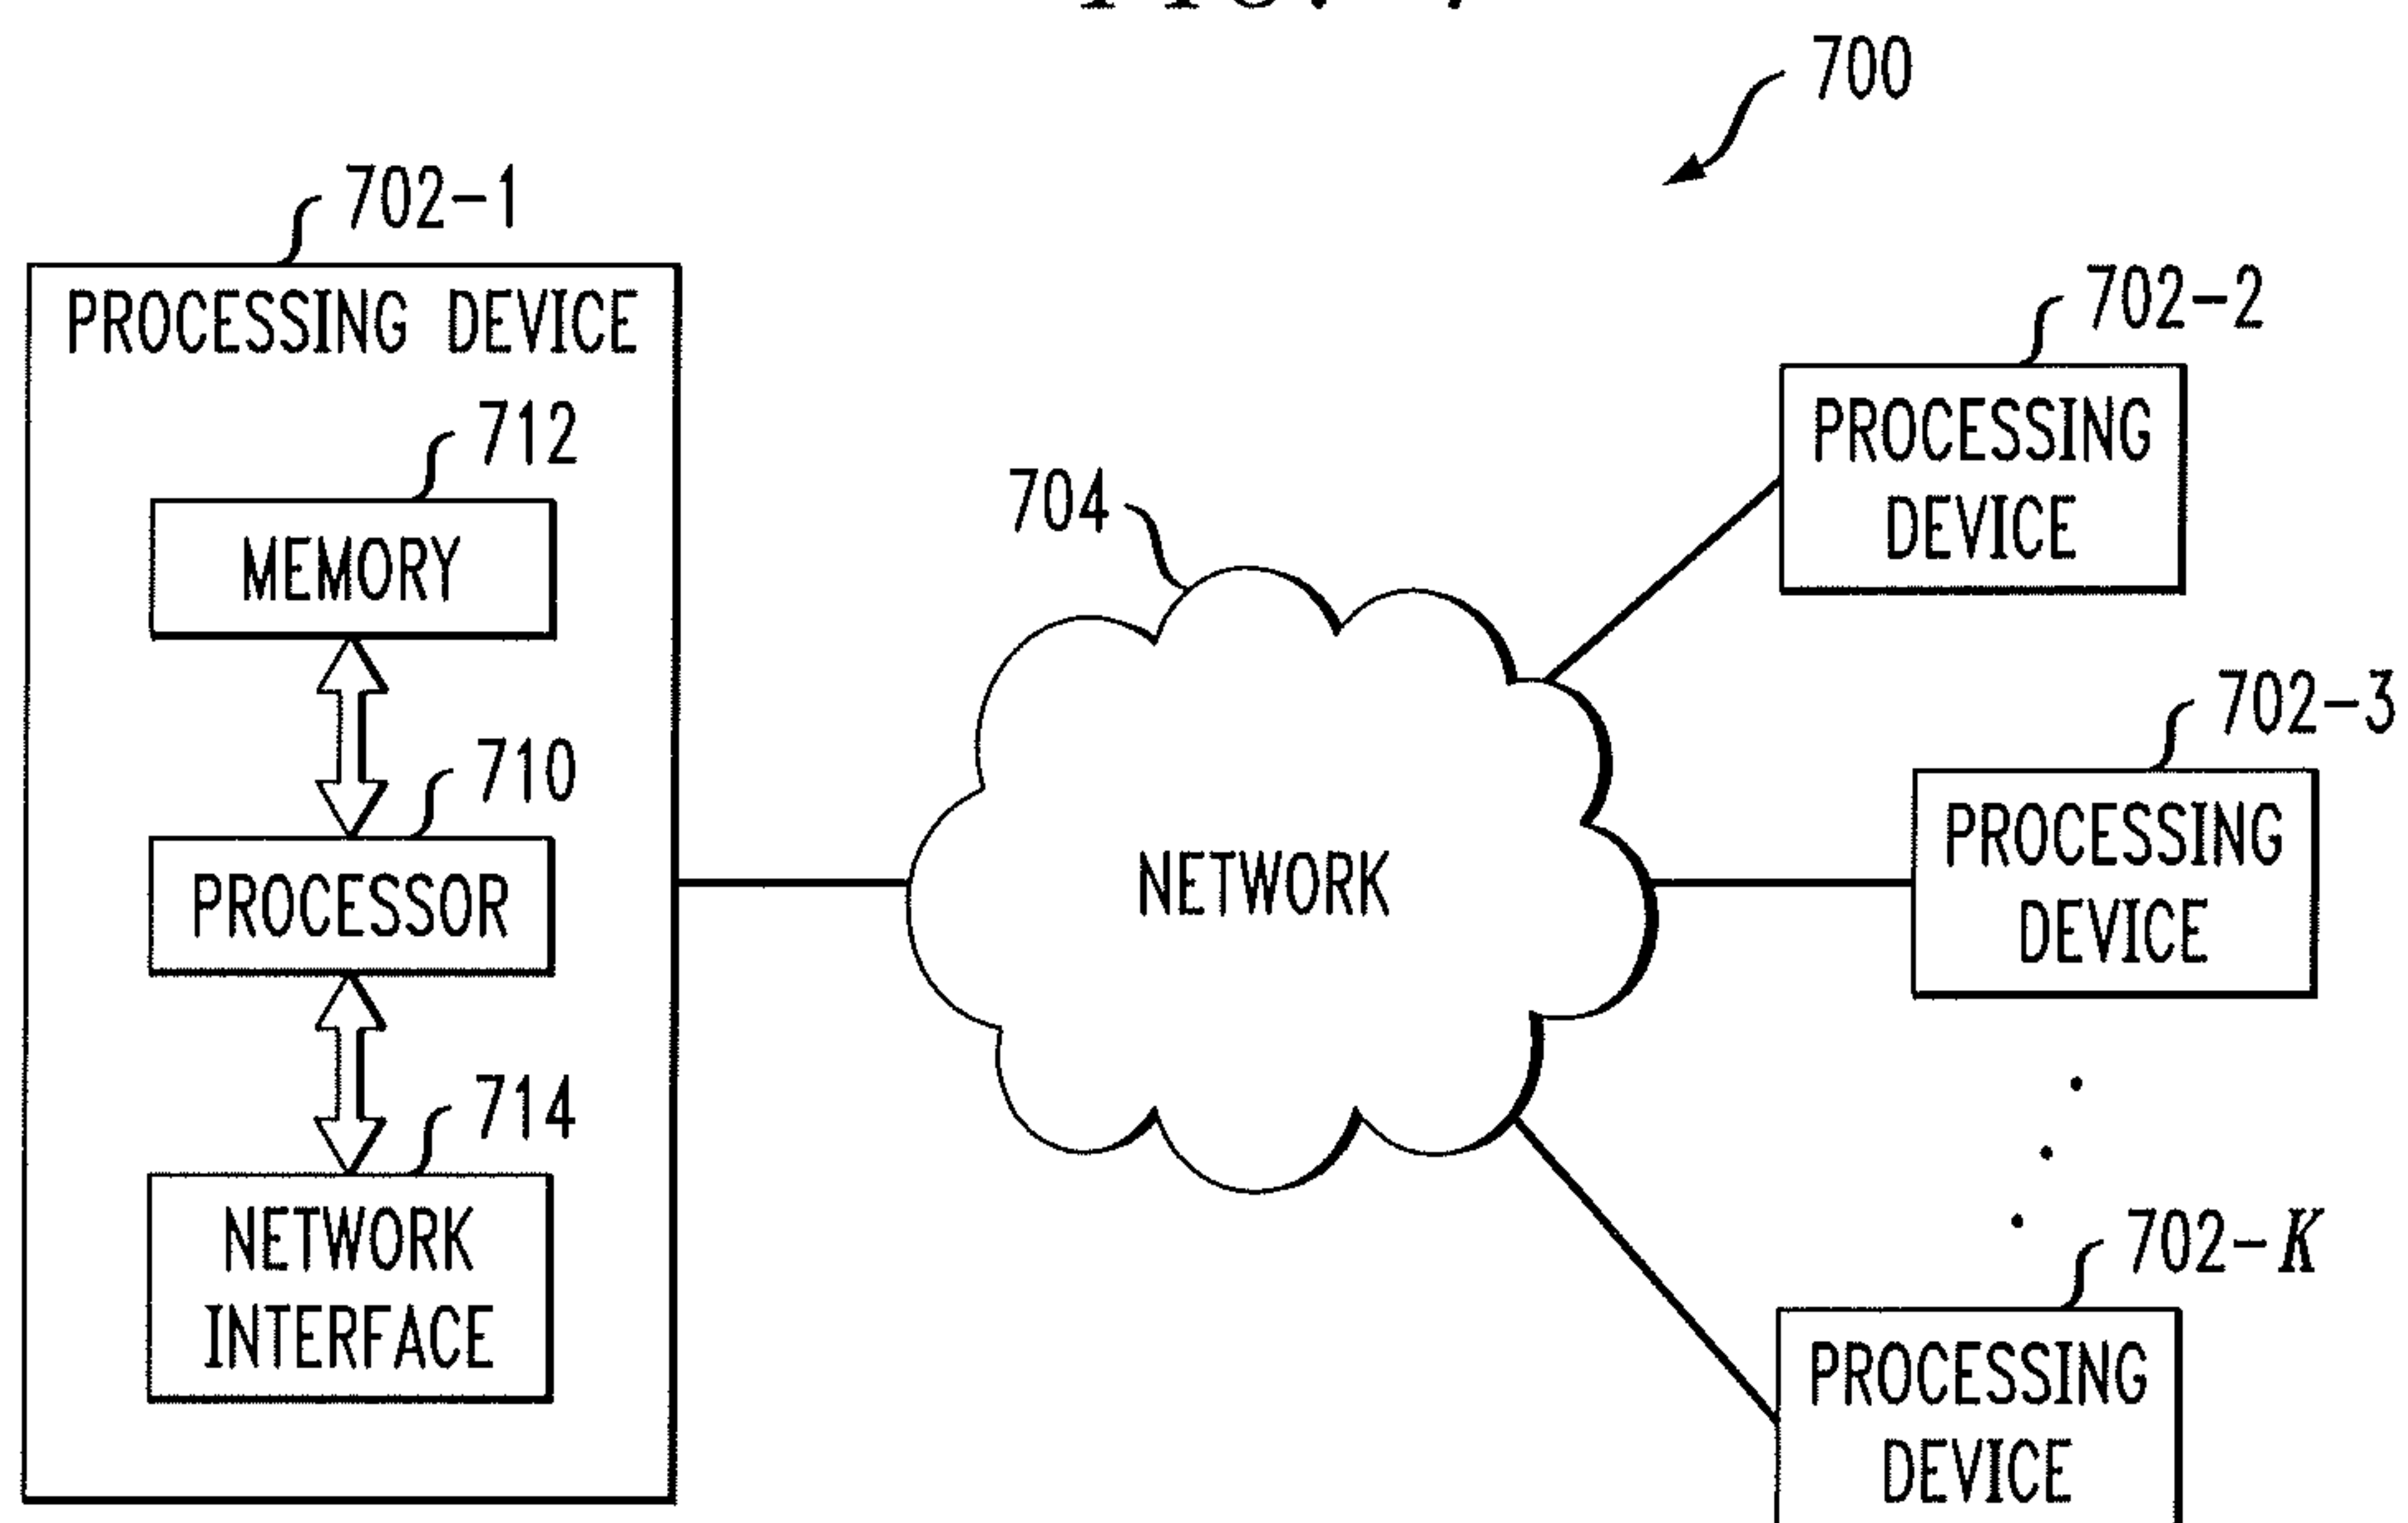 700
702-1
PROCESSING DEVICE
712
MEMORY
710
PROCESSOR
714
NETWORK
INTERFACE
704
NETWORK
702-2
PROCESSING
DEVICE
702-3
PROCESSING
DEVICE
702-K
PROCESSING
DEVICE